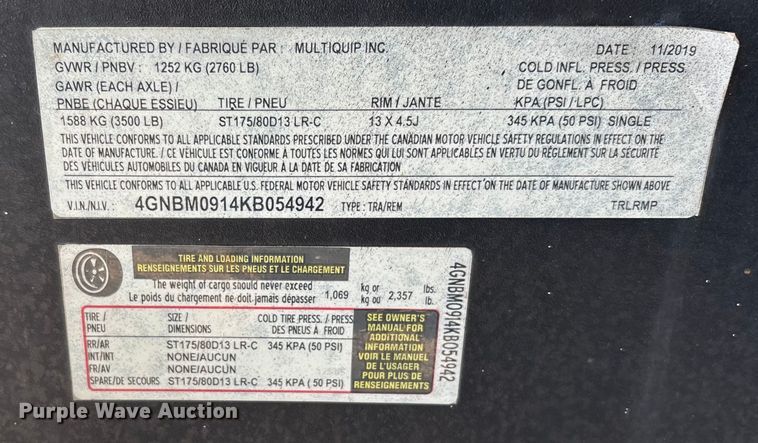 MANUFACTURED BY / FABRIQUÉ PAR : MULTIQUIP INC. DATE : 11/2019
GVWR / PNBV : 1252 KG (2760 LB) COLD INFL. PRESS. / PRESS.
GAWR (EACH AXLE) / DE GONFL. À FROID
PNBE (CHAQUE ESSIEU) TIRE / PNEU RIM / JANTE KPA (PSI / LPC)
1588 KG (3500 LB) ST175/80D13 LR-C 13 X 4.5J 345 KPA (50 PSI) SINGLE
THIS VEHICLE CONFORMS TO ALL APPLICABLE STANDARDS PRESCRIBED UNDER THE CANADIAN MOTOR VEHICLE SAFETY REGULATIONS IN EFFECT ON THE
DATE OF MANUFACTURE. / CE VÉHICULE EST CONFORME À TOUTES LES NORMES QUI LUI SONT APPLICABLES EN VERTU DU RÈGLEMENT SUR LA SÉCURITÉ
DES VÉHICULES AUTOMOBILES DU CANADA EN VIGUEUR À LA DATE DE SA FABRICATION
THIS VEHICLE CONFORMS TO ALL APPLICABLE U.S. FEDERAL MOTOR VEHICLE SAFETY STANDARDS IN EFFECT ON THE DATE OF MANUFACTURE SHOWN ABOVE
V.I.N./N.I.V. : 4GNBM0914KB054942 TYPE : TRA/REM TRLRMP
TIRE AND LOADING INFORMATION
RENSEIGNEMENTS SUR LES PNEUS ET LE CHARGEMENT
The weight of cargo should never exceed
Le poids du chargement ne doit jamais dépasser 1,069 kg or kg ou 2,357 lbs. lb.
TIRE / SIZE / COLD TIRE PRESS. / PRESS
PNEU DIMENSIONS DES PNEUS À FROID
RR/AR ST175/80D13 LR-C 345 KPA (50 PSI)
INT/INT NONE/AUCUN
FR/AV NONE/AUCUN
SPARE/DE SECOURS ST175/80D13 LR-C 345 KPA ( 50 PSI)
SEE OWNER'S
MANUAL FOR
ADDITIONAL
INFORMATION
VOIR LE MANUEL
DE L'USAGER
POUR PLUS DE
RENSEIGNEMENTS
4GNBM0914KB054942
Purple Wave Auction